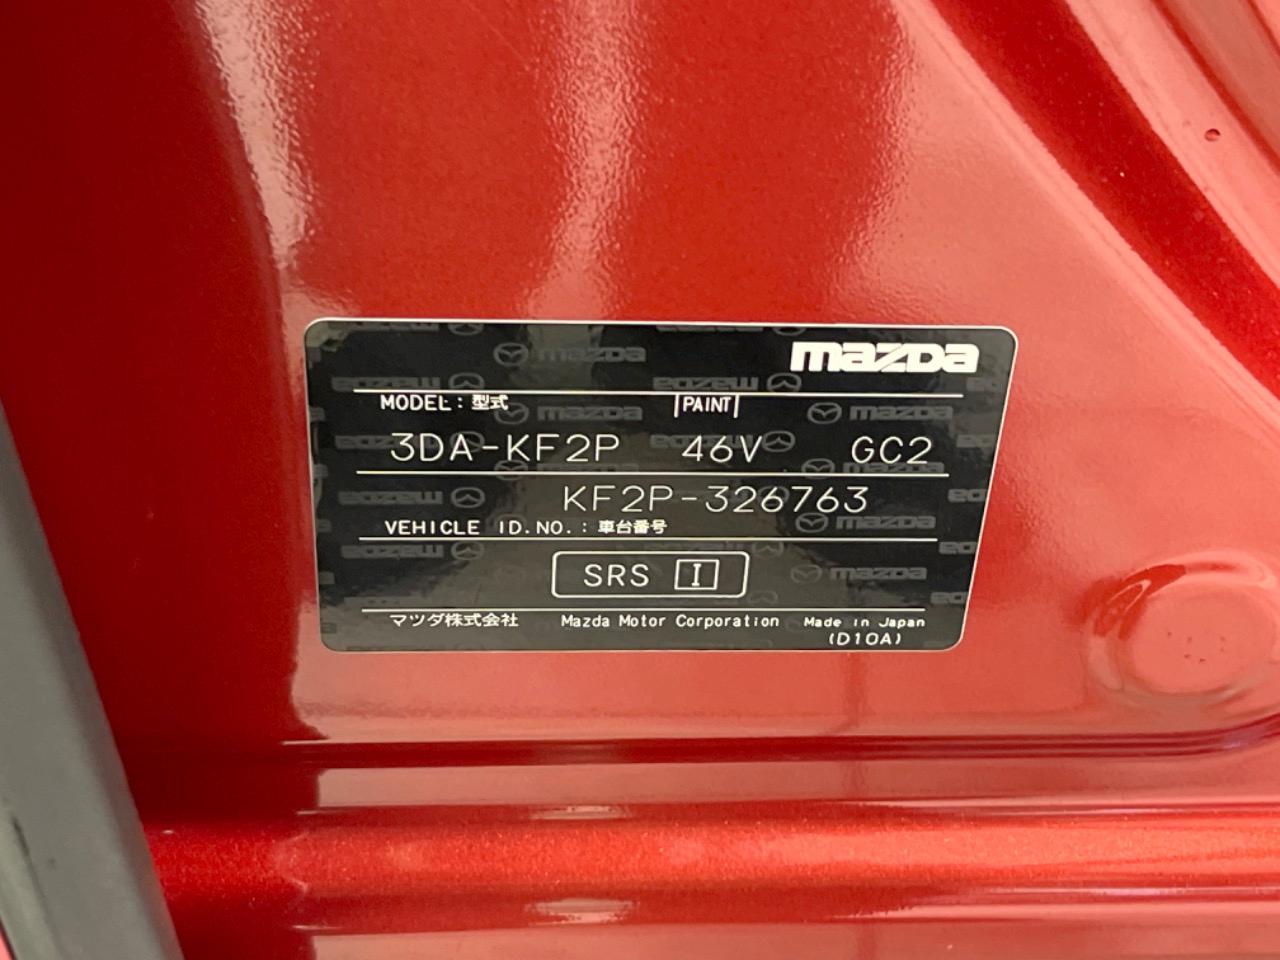 mazda
MODEL:型式 PAINT
3DA-KF2P 46V GC2
KF2P-326763
VEHICLE ID.NO.:車台番号
SRS I
マツダ株式会社 Mazda Motor Corporation Made in Japan
(D10A)